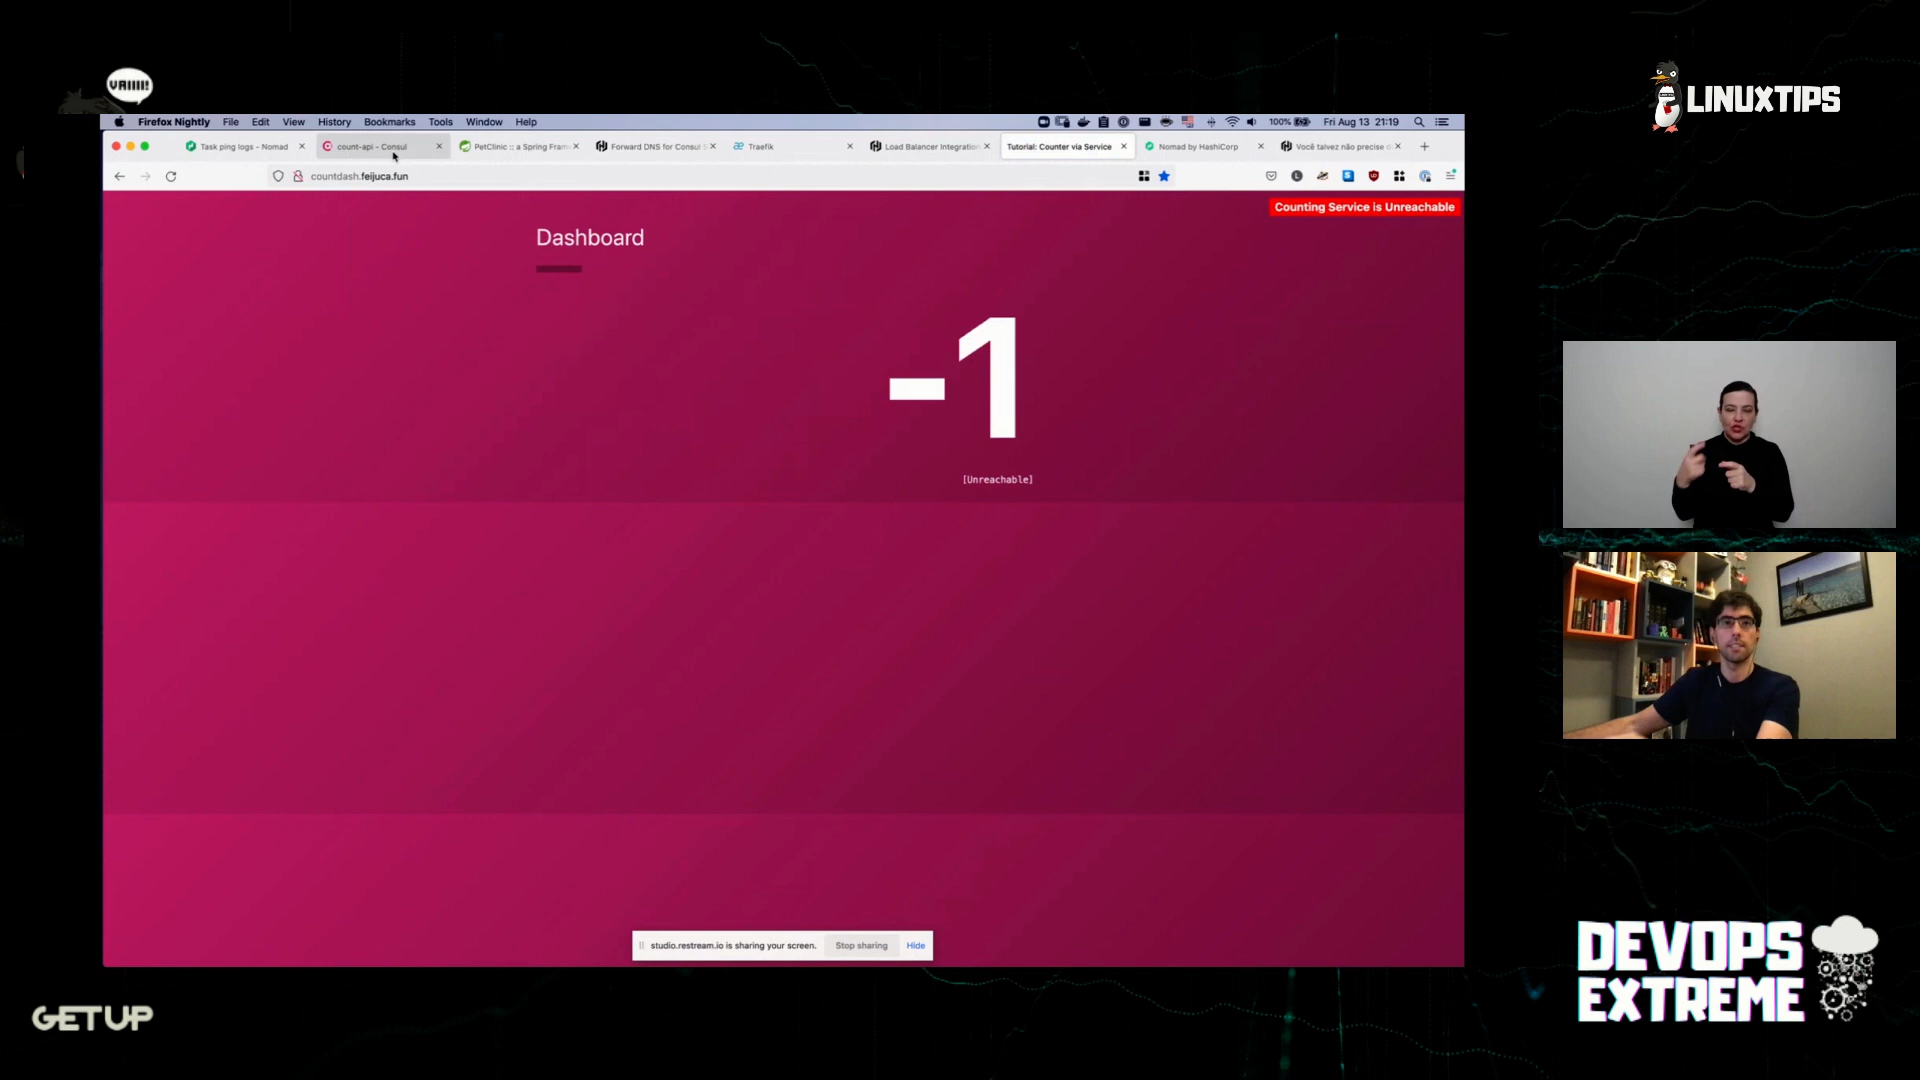 VAIIII!
LINUXTIPS
Firefox Nightly File Edit View History Bookmarks Tools Window Help
100% Fri Aug 13 21:19
Task ping logs - Nomad
count-api - Consul
PetClinic :: a Spring Fram
Forward DNS for Consul S
Traefik
Load Balancer Integration
Tutorial: Counter via Service
Nomad by HashiCorp
Você talvez não precise d
countdash.feijuca.fun
Counting Service is Unreachable
Dashboard
-1
[Unreachable]
studio.restream.io is sharing your screen. Stop sharing Hide
GETUP
DEVOPS
EXTREME